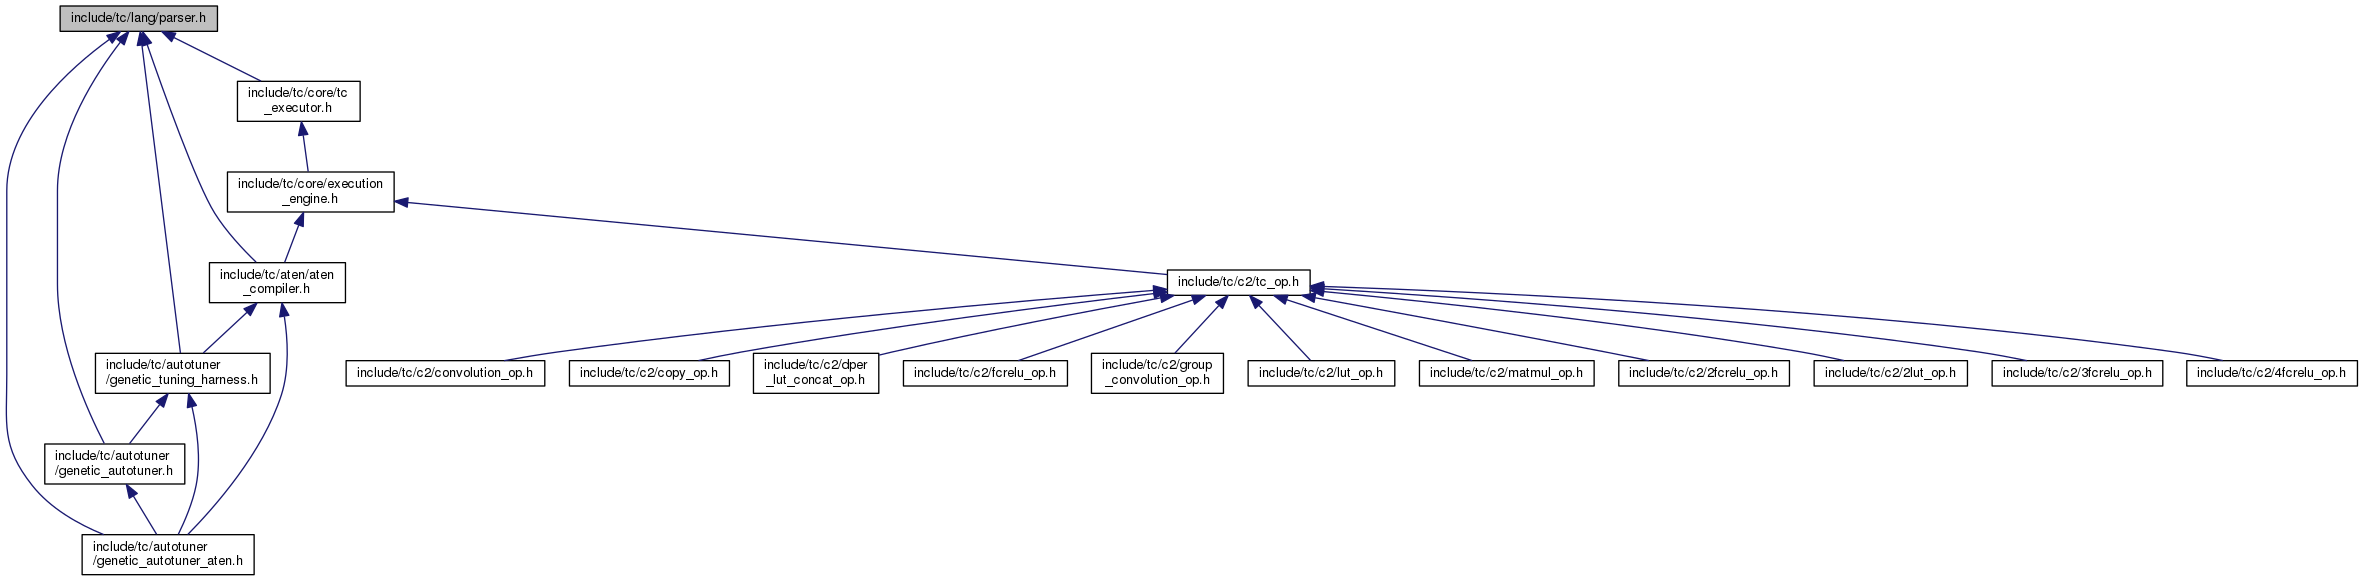 include/tc/lang/parser.h
include/tc/core/tc
_executor.h
include/tc/core/execution
_engine.h
include/tc/aten/aten
_compiler.h
include/tc/c2/tc_op.h
include/tc/autotuner
/genetic_tuning_harness.h
include/tc/c2/convolution_op.h
include/tc/c2/copy_op.h
include/tc/c2/dper
_lut_concat_op.h
include/tc/c2/fcrelu_op.h
include/tc/c2/group
_convolution_op.h
include/tc/c2/lut_op.h
include/tc/c2/matmul_op.h
include/tc/c2/2fcrelu_op.h
include/tc/c2/2lut_op.h
include/tc/c2/3fcrelu_op.h
include/tc/c2/4fcrelu_op.h
include/tc/autotuner
/genetic_autotuner.h
include/tc/autotuner
/genetic_autotuner_aten.h